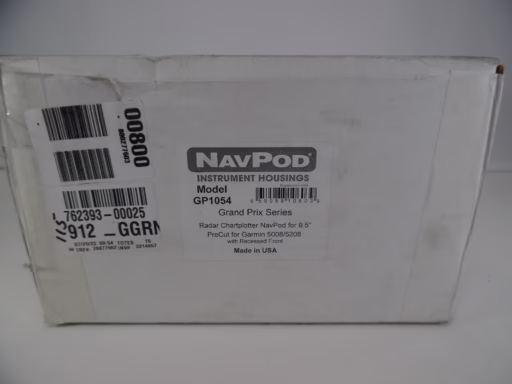 00800
NAVPOD®
INSTRUMENT HOUSINGS
Model
GP1054
Grand Prix Series
Radar Chartplotter NavPod for 9.5"
PreCut for Garmin 5008/5208
with Recessed Front
Made in USA
762393-00025
912 _GGRN